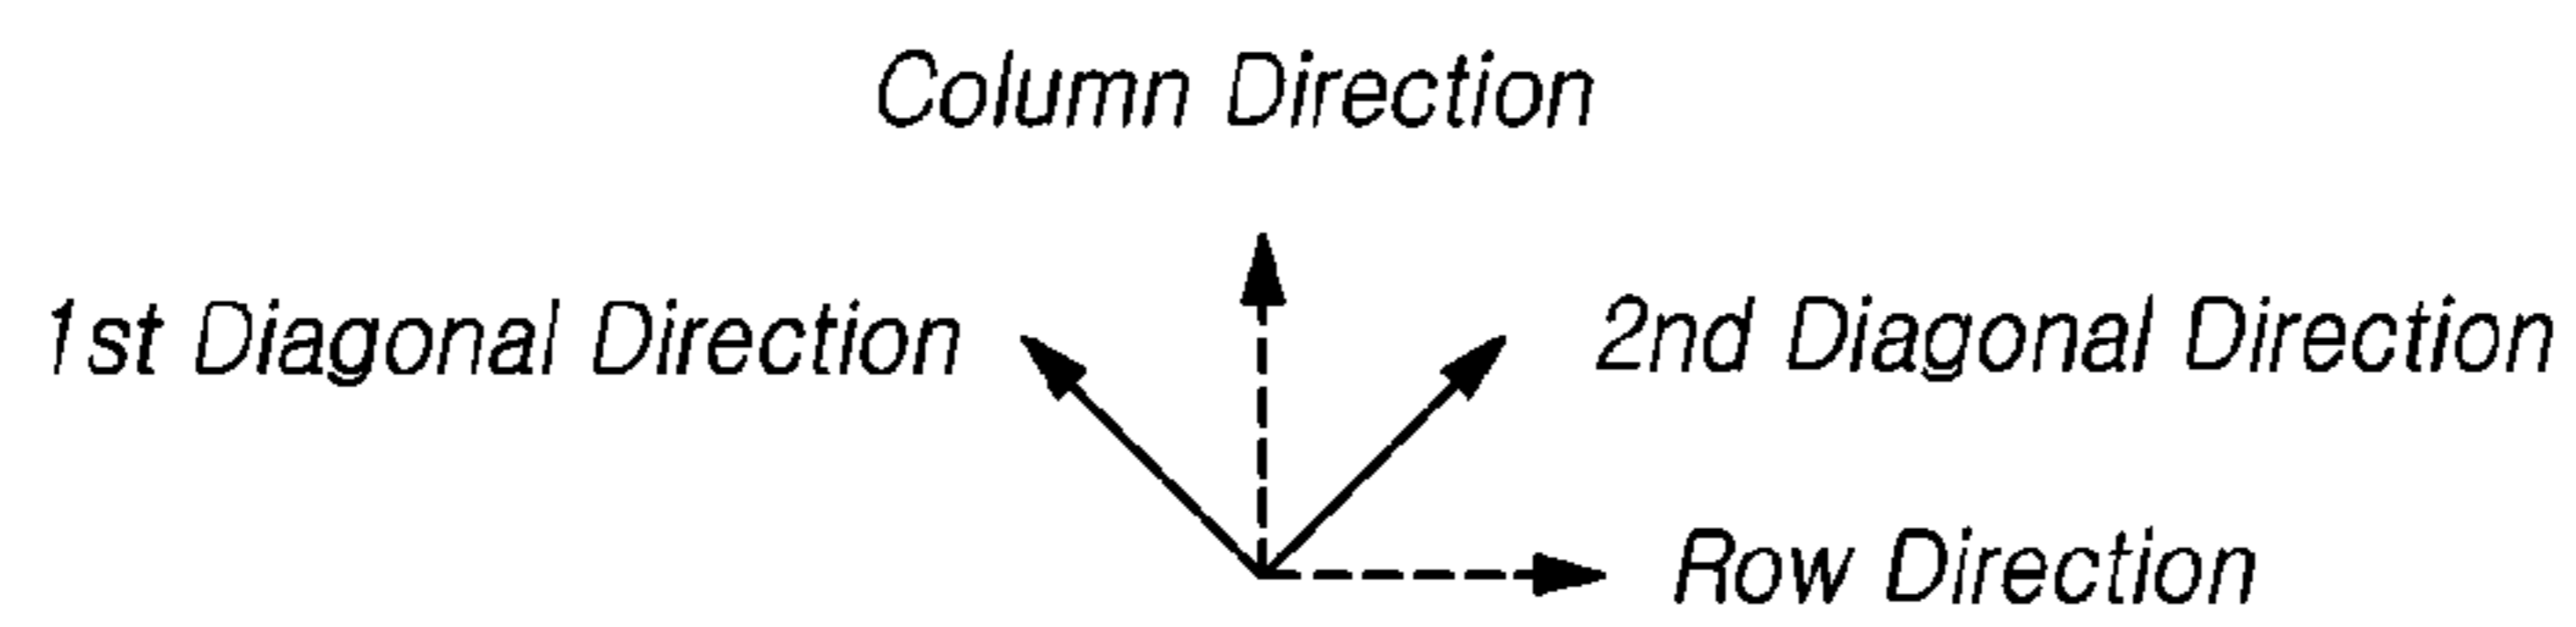 Column Direction
1st Diagonal Direction
2nd Diagonal Direction
Row Direction